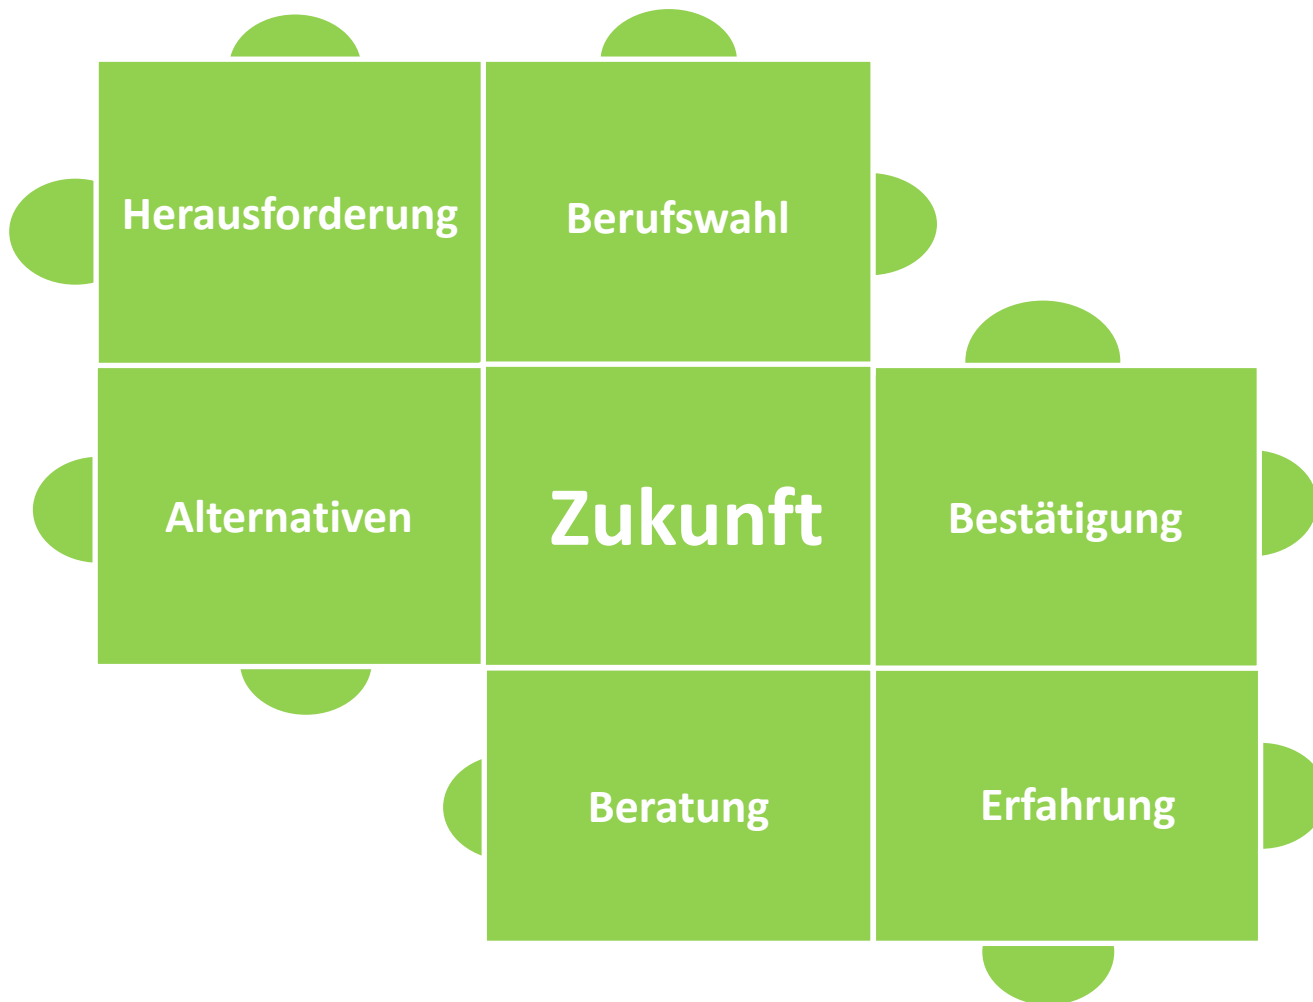 Herausforderung
Berufswahl
Alternativen
Zukunft
Bestätigung
Beratung
Erfahrung